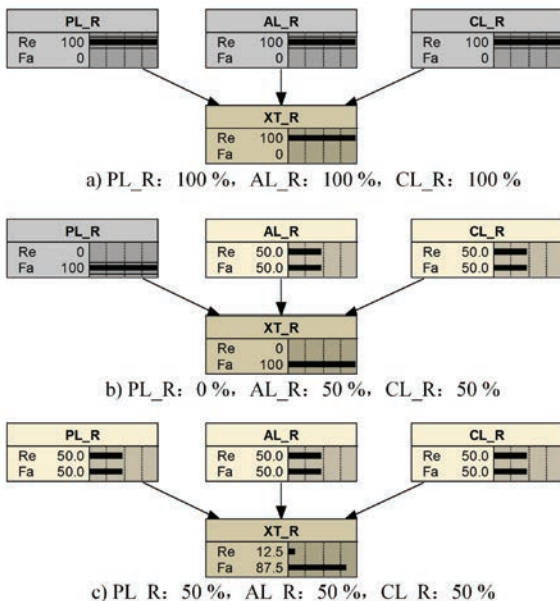 PL_R AL_R CL_R
Re 100 Re 100 Re 100
Fa 0 Fa 0 Fa 0
XT_R
Re 100
Fa 0
a) PL_R：100 %，AL_R：100 %，CL_R：100 %
PL_R AL_R CL_R
Re 0 Re 50.0 Re 50.0
Fa 100 Fa 50.0 Fa 50.0
XT_R
Re 0
Fa 100
b) PL_R：0 %，AL_R：50 %，CL_R：50 %
PL_R AL_R CL_R
Re 50.0 Re 50.0 Re 50.0
Fa 50.0 Fa 50.0 Fa 50.0
XT_R
Re 12.5
Fa 87.5
c) PL_R：50 %，AL_R：50 %，CL_R：50 %